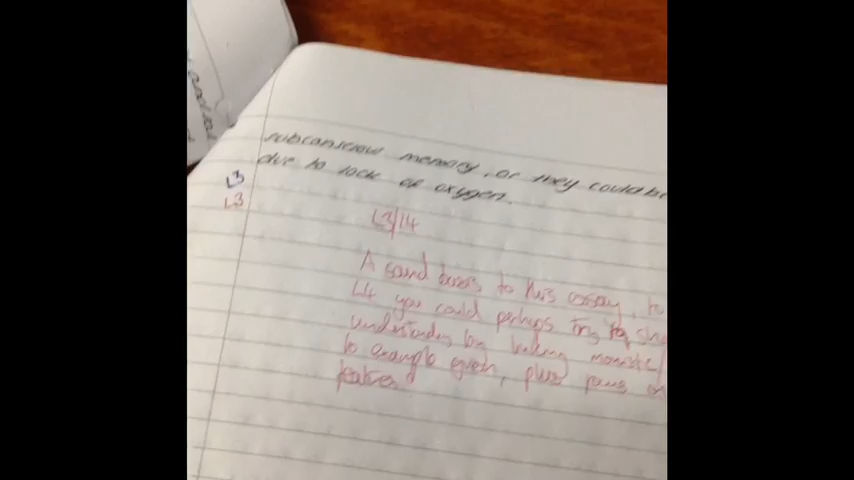 subconscious memory, or they could be
due to lack of oxygen.
L3
L3
L3/14
A sound basis to this essay, to
L4 you could perhaps try to sh
understanding by linking
to example given, plus
features